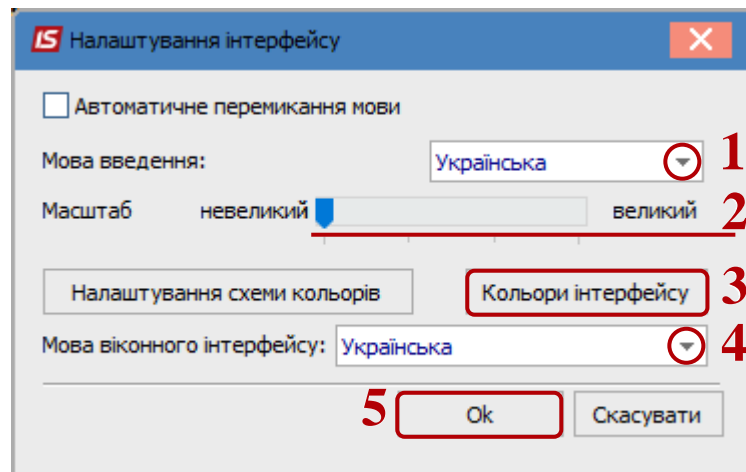 IS Налаштування інтерфейсу
Автоматичне перемикання мови
Мова введення: Українська 1
Масштаб невеликий великий 2
Налаштування схеми кольорів Кольори інтерфейсу 3
Мова віконного інтерфейсу: Українська 4
5 Ok Скасувати